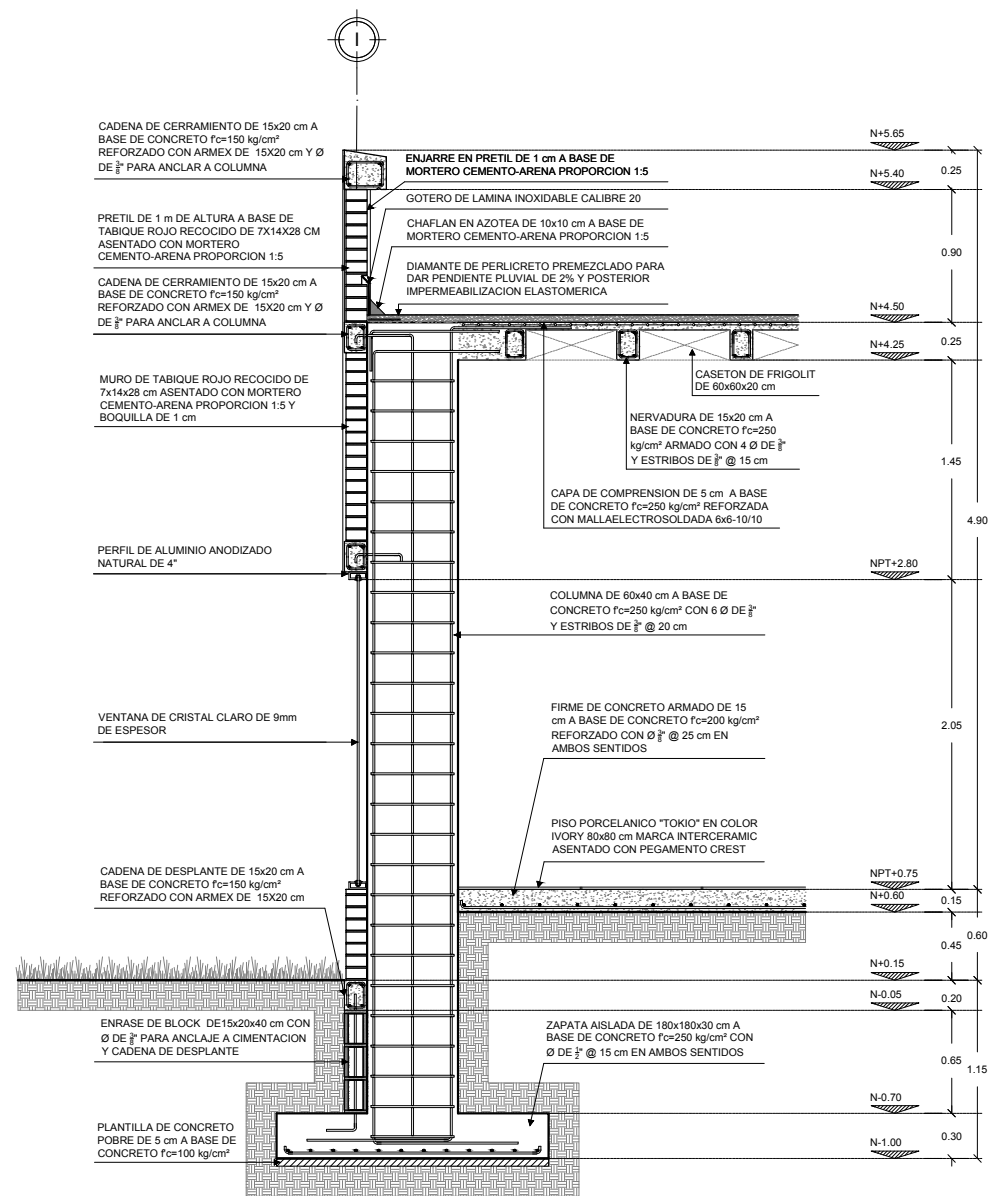 CADENA DE CERRAMIENTO DE 15x20 cm A
BASE DE CONCRETO f'c=150 kg/cm²
REFORZADO CON ARMEX DE 15X20 cm Y Ø
DE 3/8" PARA ANCLAR A COLUMNA
PRETIL DE 1 m DE ALTURA A BASE DE
TABIQUE ROJO RECOCIDO DE 7X14X28 CM
ASENTADO CON MORTERO
CEMENTO-ARENA PROPORCION 1:5
CADENA DE CERRAMIENTO DE 15x20 cm A
BASE DE CONCRETO f'c=150 kg/cm²
REFORZADO CON ARMEX DE 15X20 cm Y Ø
DE 3/8" PARA ANCLAR A COLUMNA
MURO DE TABIQUE ROJO RECOCIDO DE
7x14x28 cm ASENTADO CON MORTERO
CEMENTO-ARENA PROPORCION 1:5 Y
BOQUILLA DE 1 cm
PERFIL DE ALUMINIO ANODIZADO
NATURAL DE 4"
VENTANA DE CRISTAL CLARO DE 9mm
DE ESPESOR
CADENA DE DESPLANTE DE 15x20 cm A
BASE DE CONCRETO f'c=150 kg/cm²
REFORZADO CON ARMEX DE 15X20 cm
ENRASE DE BLOCK DE15x20x40 cm CON
Ø DE 3/8" PARA ANCLAJE A CIMENTACION
Y CADENA DE DESPLANTE
PLANTILLA DE CONCRETO
POBRE DE 5 cm A BASE DE
CONCRETO f'c=100 kg/cm²
ENJARRE EN PRETIL DE 1 cm A BASE DE
MORTERO CEMENTO-ARENA PROPORCION 1:5
GOTERO DE LAMINA INOXIDABLE CALIBRE 20
CHAFLAN EN AZOTEA DE 10x10 cm A BASE DE
MORTERO CEMENTO-ARENA PROPORCION 1:5
DIAMANTE DE PERLICRETO PREMEZCLADO PARA
DAR PENDIENTE PLUVIAL DE 2% Y POSTERIOR
IMPERMEABILIZACION ELASTOMERICA
CASETON DE FRIGOLIT
DE 60x60x20 cm
NERVADURA DE 15x20 cm A
BASE DE CONCRETO f'c=250
kg/cm² ARMADO CON 4 Ø DE 3/8"
Y ESTRIBOS DE 3/8" @ 15 cm
CAPA DE COMPRESION DE 5 cm A BASE
DE CONCRETO f'c=250 kg/cm² REFORZADA
CON MALLAELECTROSOLDADA 6x6-10/10
COLUMNA DE 60x40 cm A BASE DE
CONCRETO f'c=250 kg/cm² CON 6 Ø DE 3/8"
Y ESTRIBOS DE 3/8" @ 20 cm
FIRME DE CONCRETO ARMADO DE 15
cm A BASE DE CONCRETO f'c=200 kg/cm²
REFORZADO CON Ø 3/8" @ 25 cm EN
AMBOS SENTIDOS
PISO PORCELANICO "TOKIO" EN COLOR
IVORY 80x80 cm MARCA INTERCERAMIC
ASENTADO CON PEGAMENTO CREST
ZAPATA AISLADA DE 180x180x30 cm A
BASE DE CONCRETO f'c=250 kg/cm² CON
Ø DE 1/2" @ 15 cm EN AMBOS SENTIDOS
N+5.65
0.25
N+5.40
0.90
N+4.50
0.25
N+4.25
1.45
4.90
NPT+2.80
2.05
NPT+0.75
0.15
N+0.60
0.60
0.45
N+0.15
0.20
N-0.05
0.65
1.15
N-0.70
0.30
N-1.00